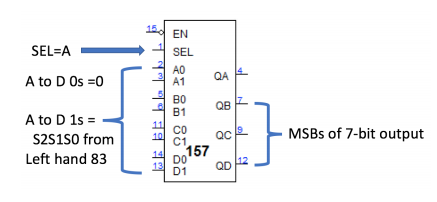 15 EN
SEL=A
1 SEL
2 A0
3 A1
QA 4
A to D 0s =0
5 B0
6 B1
QB 7
A to D 1s =
S2S1S0 from
Left hand 83
11 C0
10 C1
QC 9
MSBs of 7-bit output
157
14 D0
13 D1
QD 12